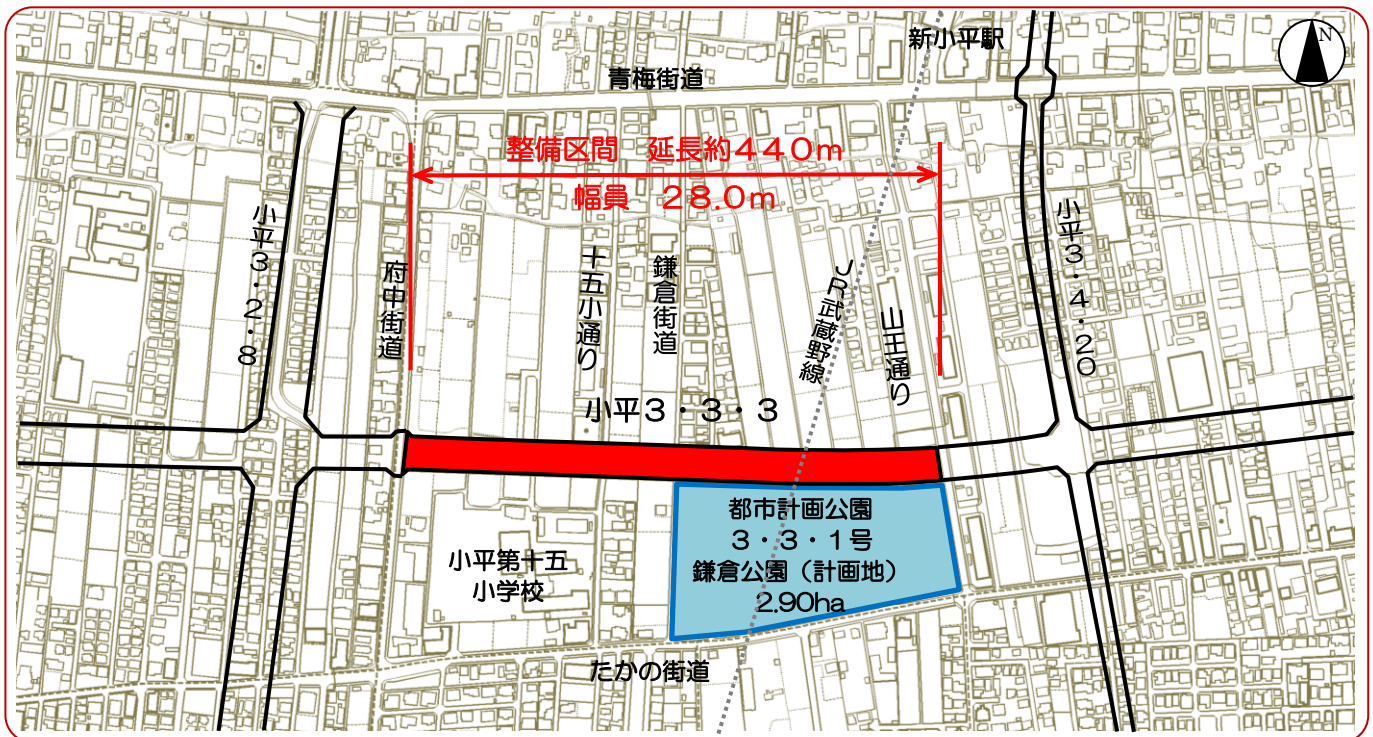 新小平駅
N
青梅街道
整備区間 延長約440m
幅員 28.0m
小平3・2・8
府中街道
十五小通り
鎌倉街道
JR武蔵野線
山王通り
小平3・4・20
小平3・3・3
都市計画公園
3・3・1号
鎌倉公園（計画地）
2.90ha
小平第十五
小学校
たかの街道